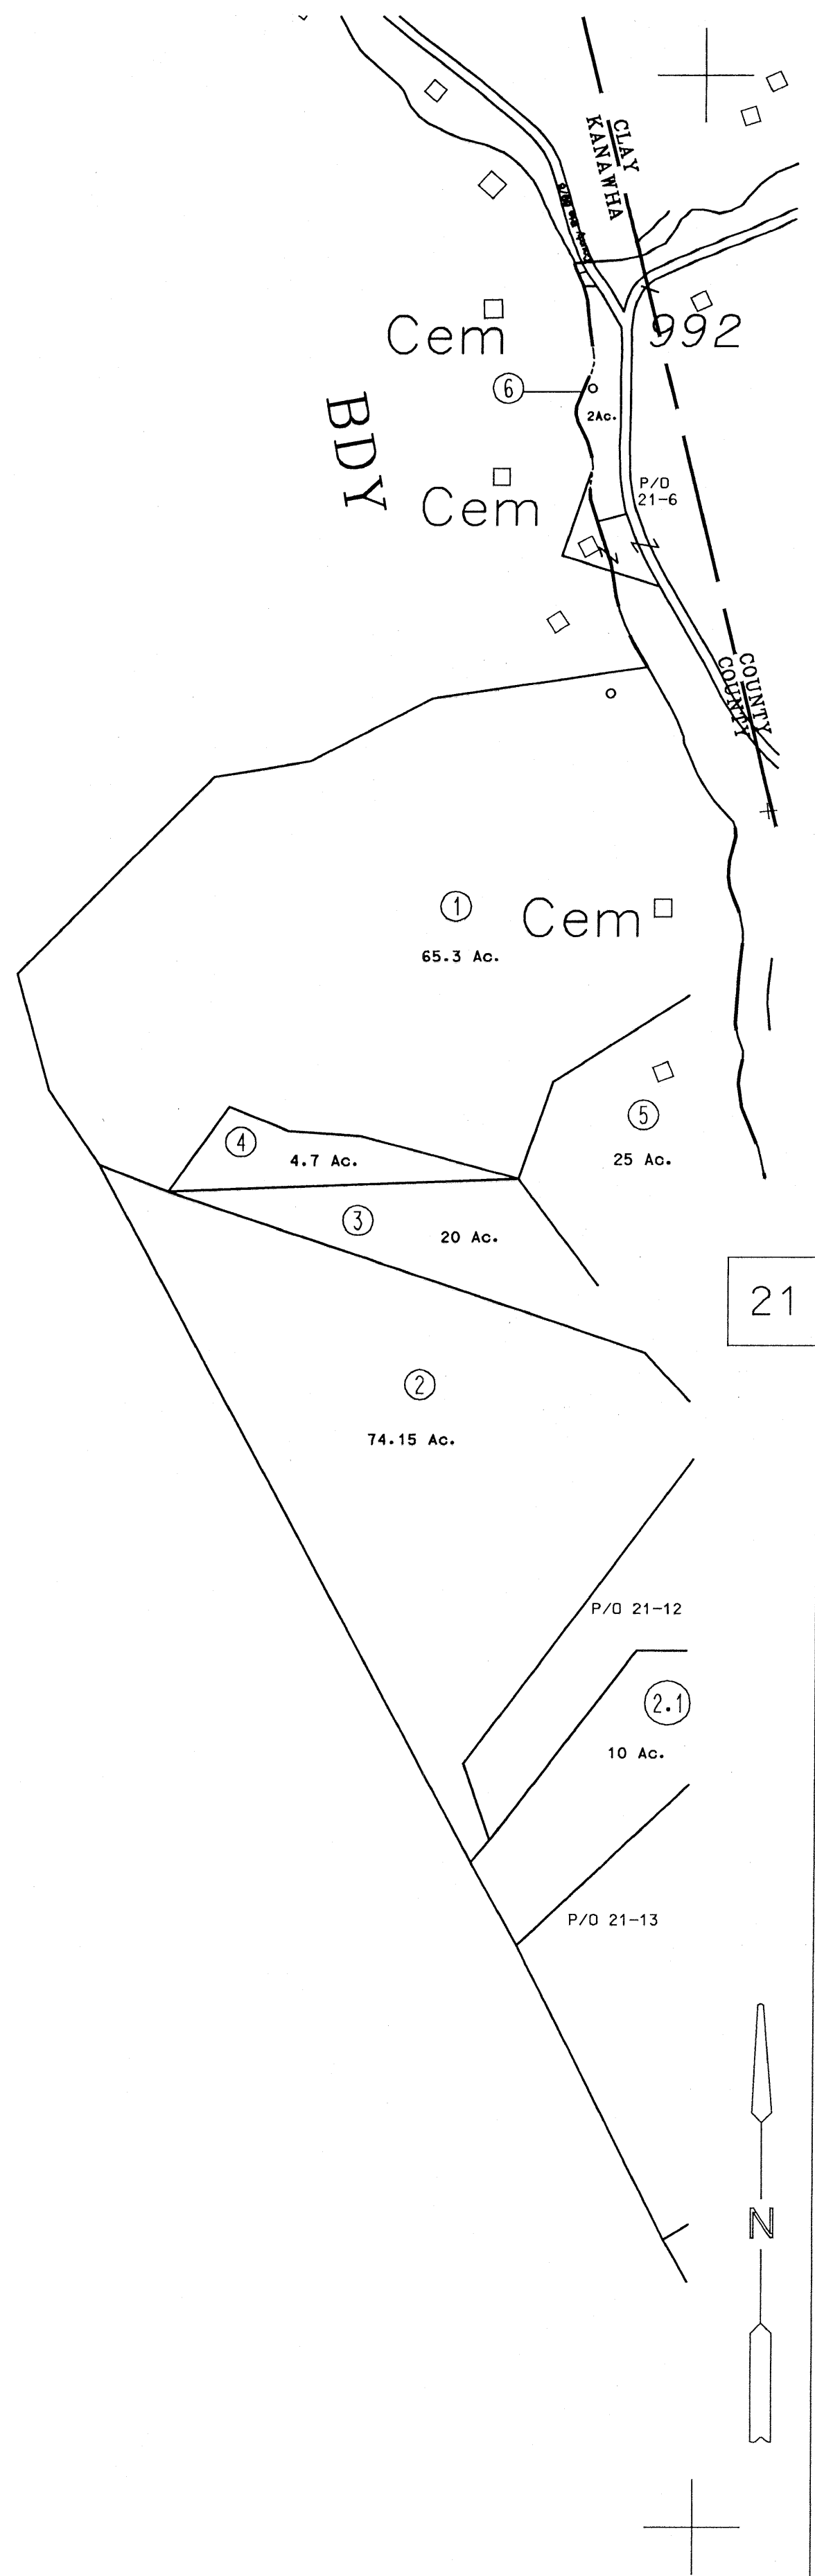 CLAY
KANAWHA
992
Cem
6
2Ac.
BDY
Cem
P/O
21-6
COUNTY
COUNTY
1
Cem
65.3 Ac.
5
4
4.7 Ac.
25 Ac.
3
20 Ac.
21
2
74.15 Ac.
P/O 21-12
2.1
10 Ac.
P/O 21-13
N